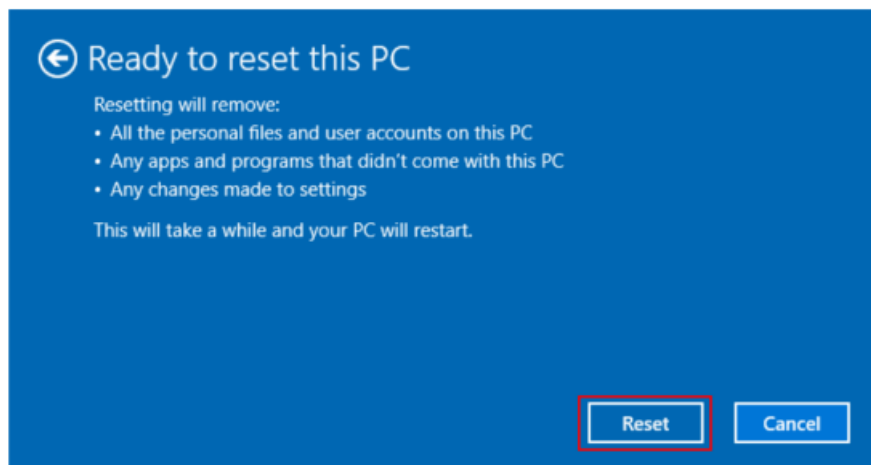 Ready to reset this PC
Resetting will remove:
• All the personal files and user accounts on this PC
• Any apps and programs that didn't come with this PC
• Any changes made to settings
This will take a while and your PC will restart.
Reset
Cancel